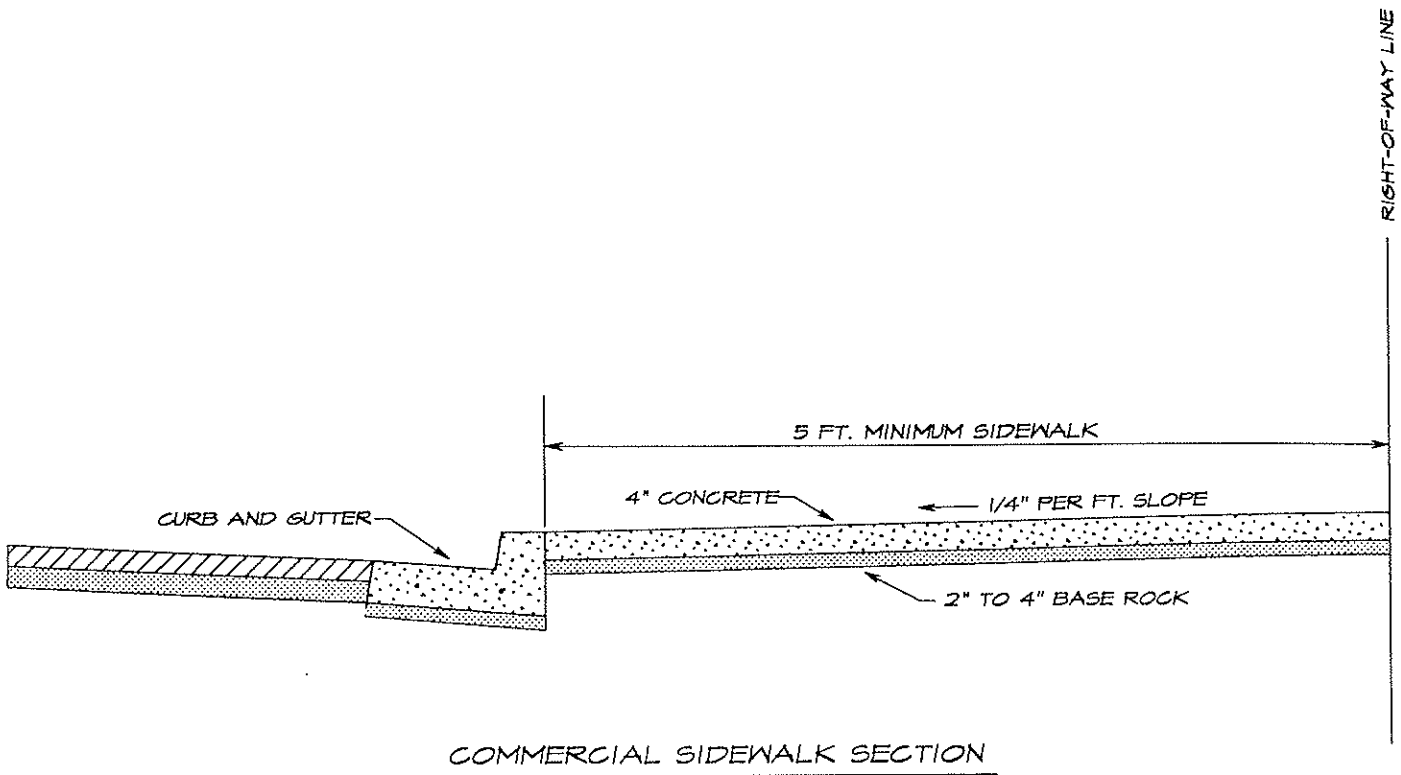 RIGHT-OF-WAY LINE
5 FT. MINIMUM SIDEWALK
4" CONCRETE
1/4" PER FT. SLOPE
CURB AND GUTTER
2" TO 4" BASE ROCK
COMMERCIAL SIDEWALK SECTION